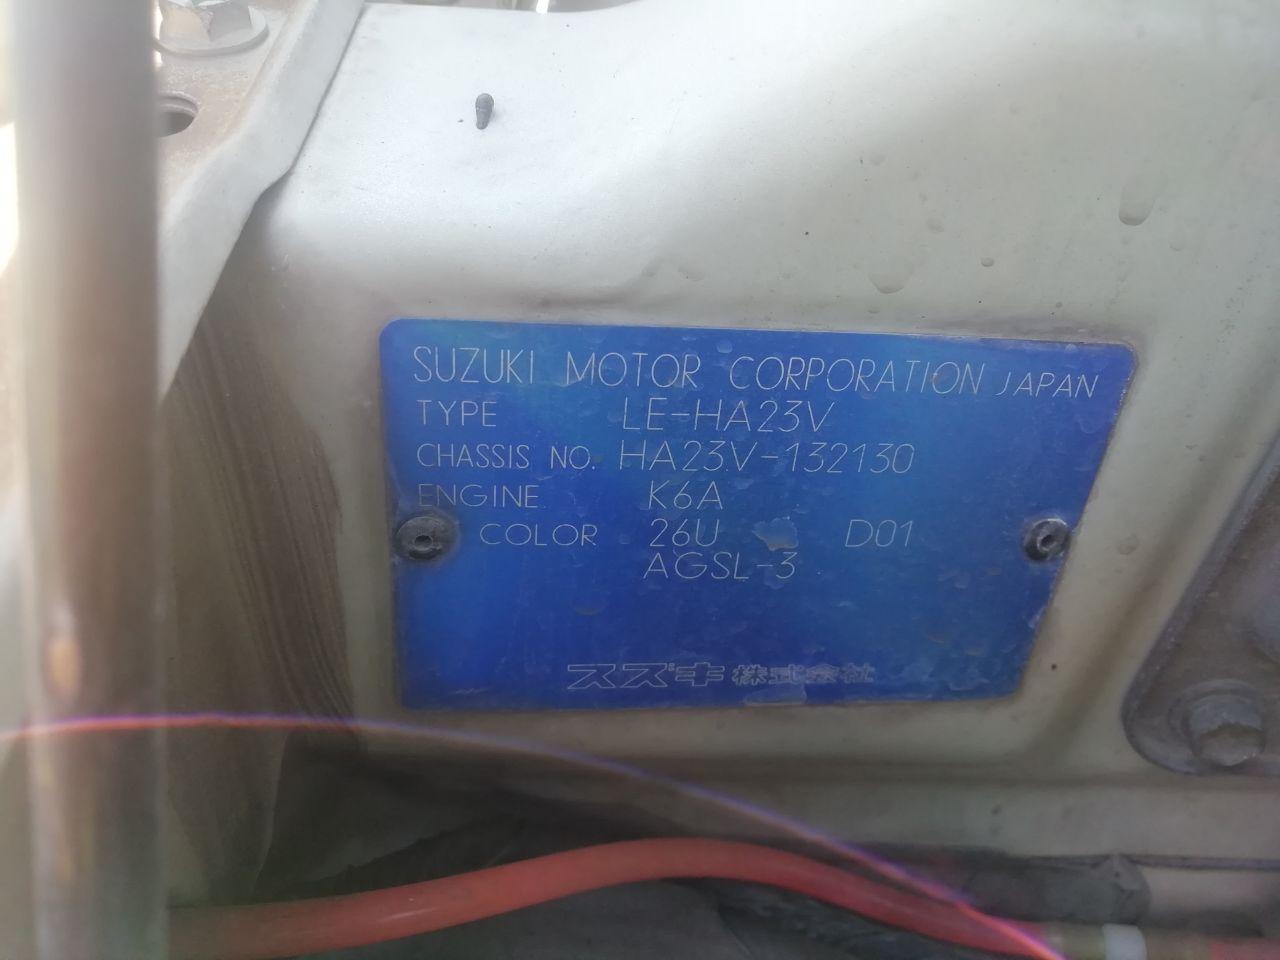 SUZUKI MOTOR CORPORATION JAPAN
TYPE LE-HA23V
CHASSIS NO. HA23V-132130
ENGINE K6A
COLOR 26U D01
AGSL-3
スズキ株式会社